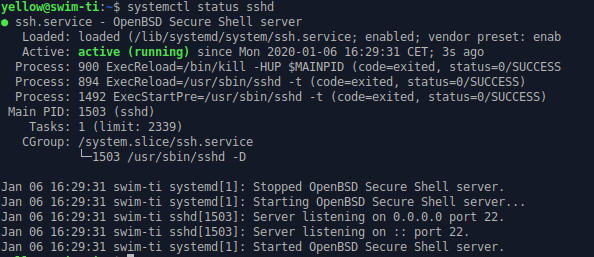 yellow@swim-ti:~$ systemctl status sshd
● ssh.service - OpenBSD Secure Shell server
   Loaded: loaded (/lib/systemd/system/ssh.service; enabled; vendor preset: enab
   Active: active (running) since Mon 2020-01-06 16:29:31 CET; 3s ago
  Process: 900 ExecReload=/bin/kill -HUP $MAINPID (code=exited, status=0/SUCCESS
  Process: 894 ExecReload=/usr/sbin/sshd -t (code=exited, status=0/SUCCESS)
  Process: 1492 ExecStartPre=/usr/sbin/sshd -t (code=exited, status=0/SUCCESS)
 Main PID: 1503 (sshd)
    Tasks: 1 (limit: 2339)
   CGroup: /system.slice/ssh.service
           └─1503 /usr/sbin/sshd -D

Jan 06 16:29:31 swim-ti systemd[1]: Stopped OpenBSD Secure Shell server.
Jan 06 16:29:31 swim-ti systemd[1]: Starting OpenBSD Secure Shell server...
Jan 06 16:29:31 swim-ti sshd[1503]: Server listening on 0.0.0.0 port 22.
Jan 06 16:29:31 swim-ti sshd[1503]: Server listening on :: port 22.
Jan 06 16:29:31 swim-ti systemd[1]: Started OpenBSD Secure Shell server.